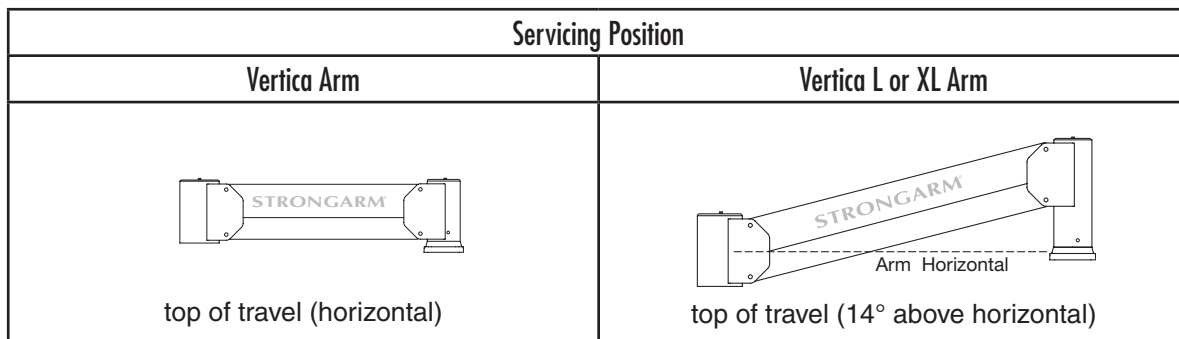 Servicing Position
Vertica Arm
Vertica L or XL Arm
STRONGARM
STRONGARM
Arm Horizontal
top of travel (horizontal)
top of travel (14° above horizontal)